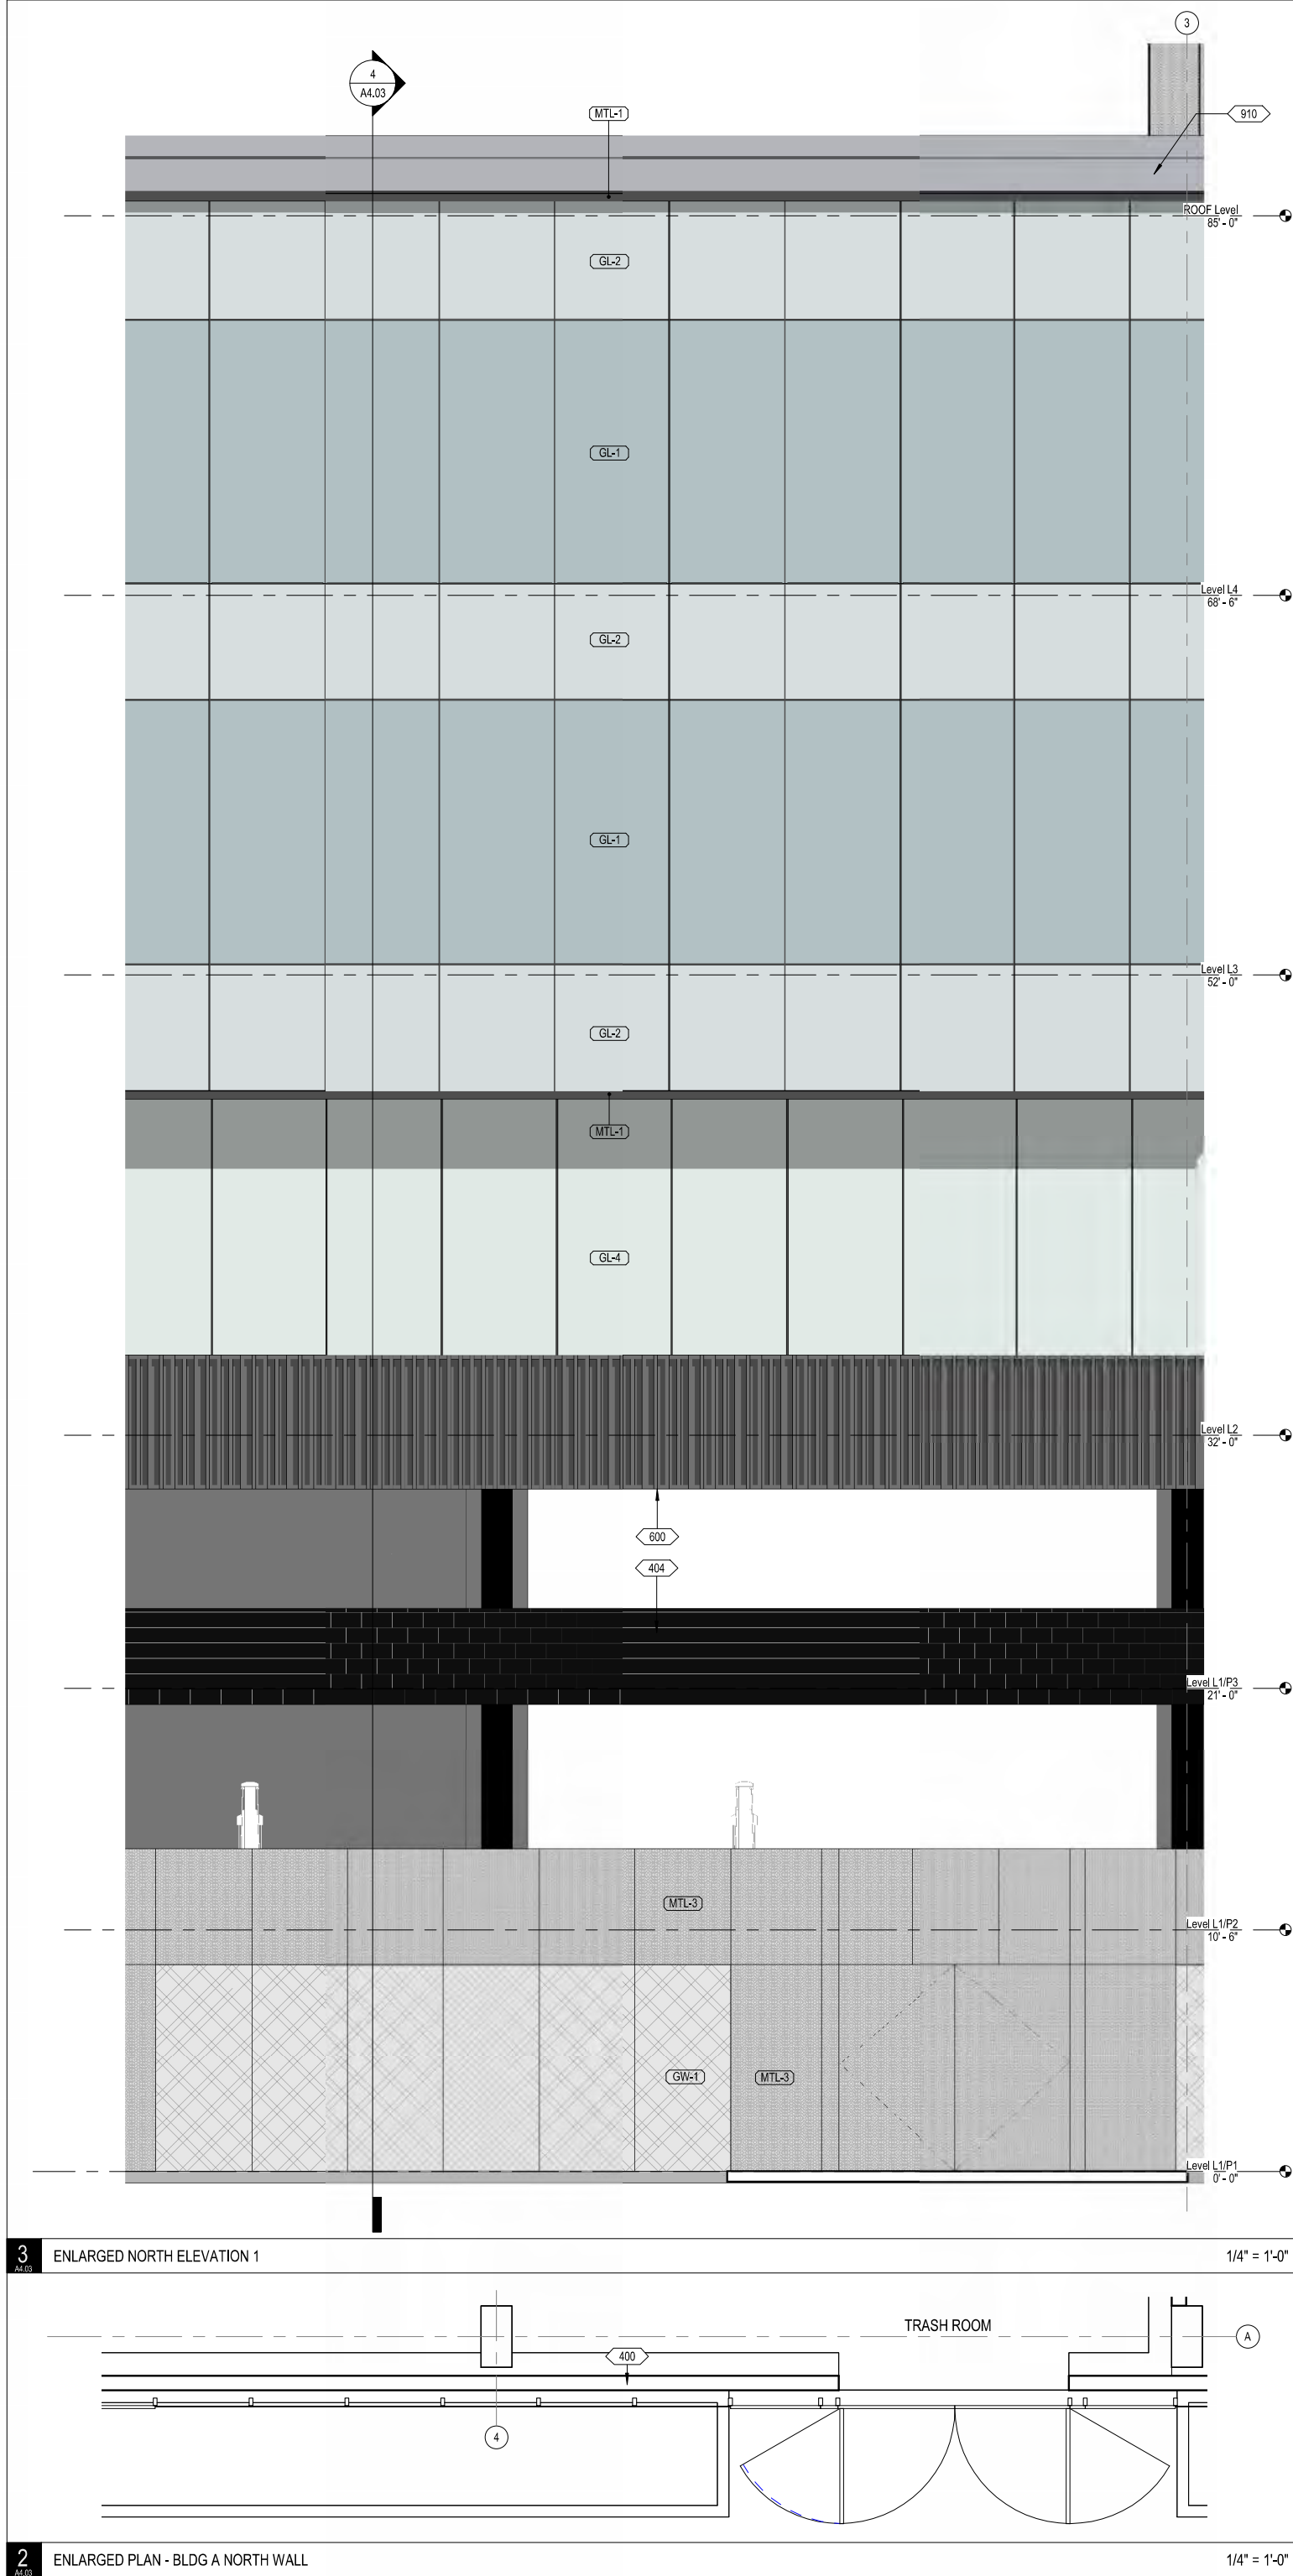 3
4
A4.03
MTL-1
910
ROOF Level
85' - 0"
GL-2
GL-1
Level L4
68' - 6"
GL-2
GL-1
Level L3
52' - 0"
GL-2
MTL-1
GL-4
Level L2
32' - 0"
600
404
Level L1/P3
21' - 0"
MTL-3
Level L1/P2
10' - 6"
GW-1
MTL-3
Level L1/P1
0' - 0"
3
A4.03
ENLARGED NORTH ELEVATION 1
1/4" = 1'-0"
TRASH ROOM
A
400
4
2
A4.03
ENLARGED PLAN - BLDG A NORTH WALL
1/4" = 1'-0"